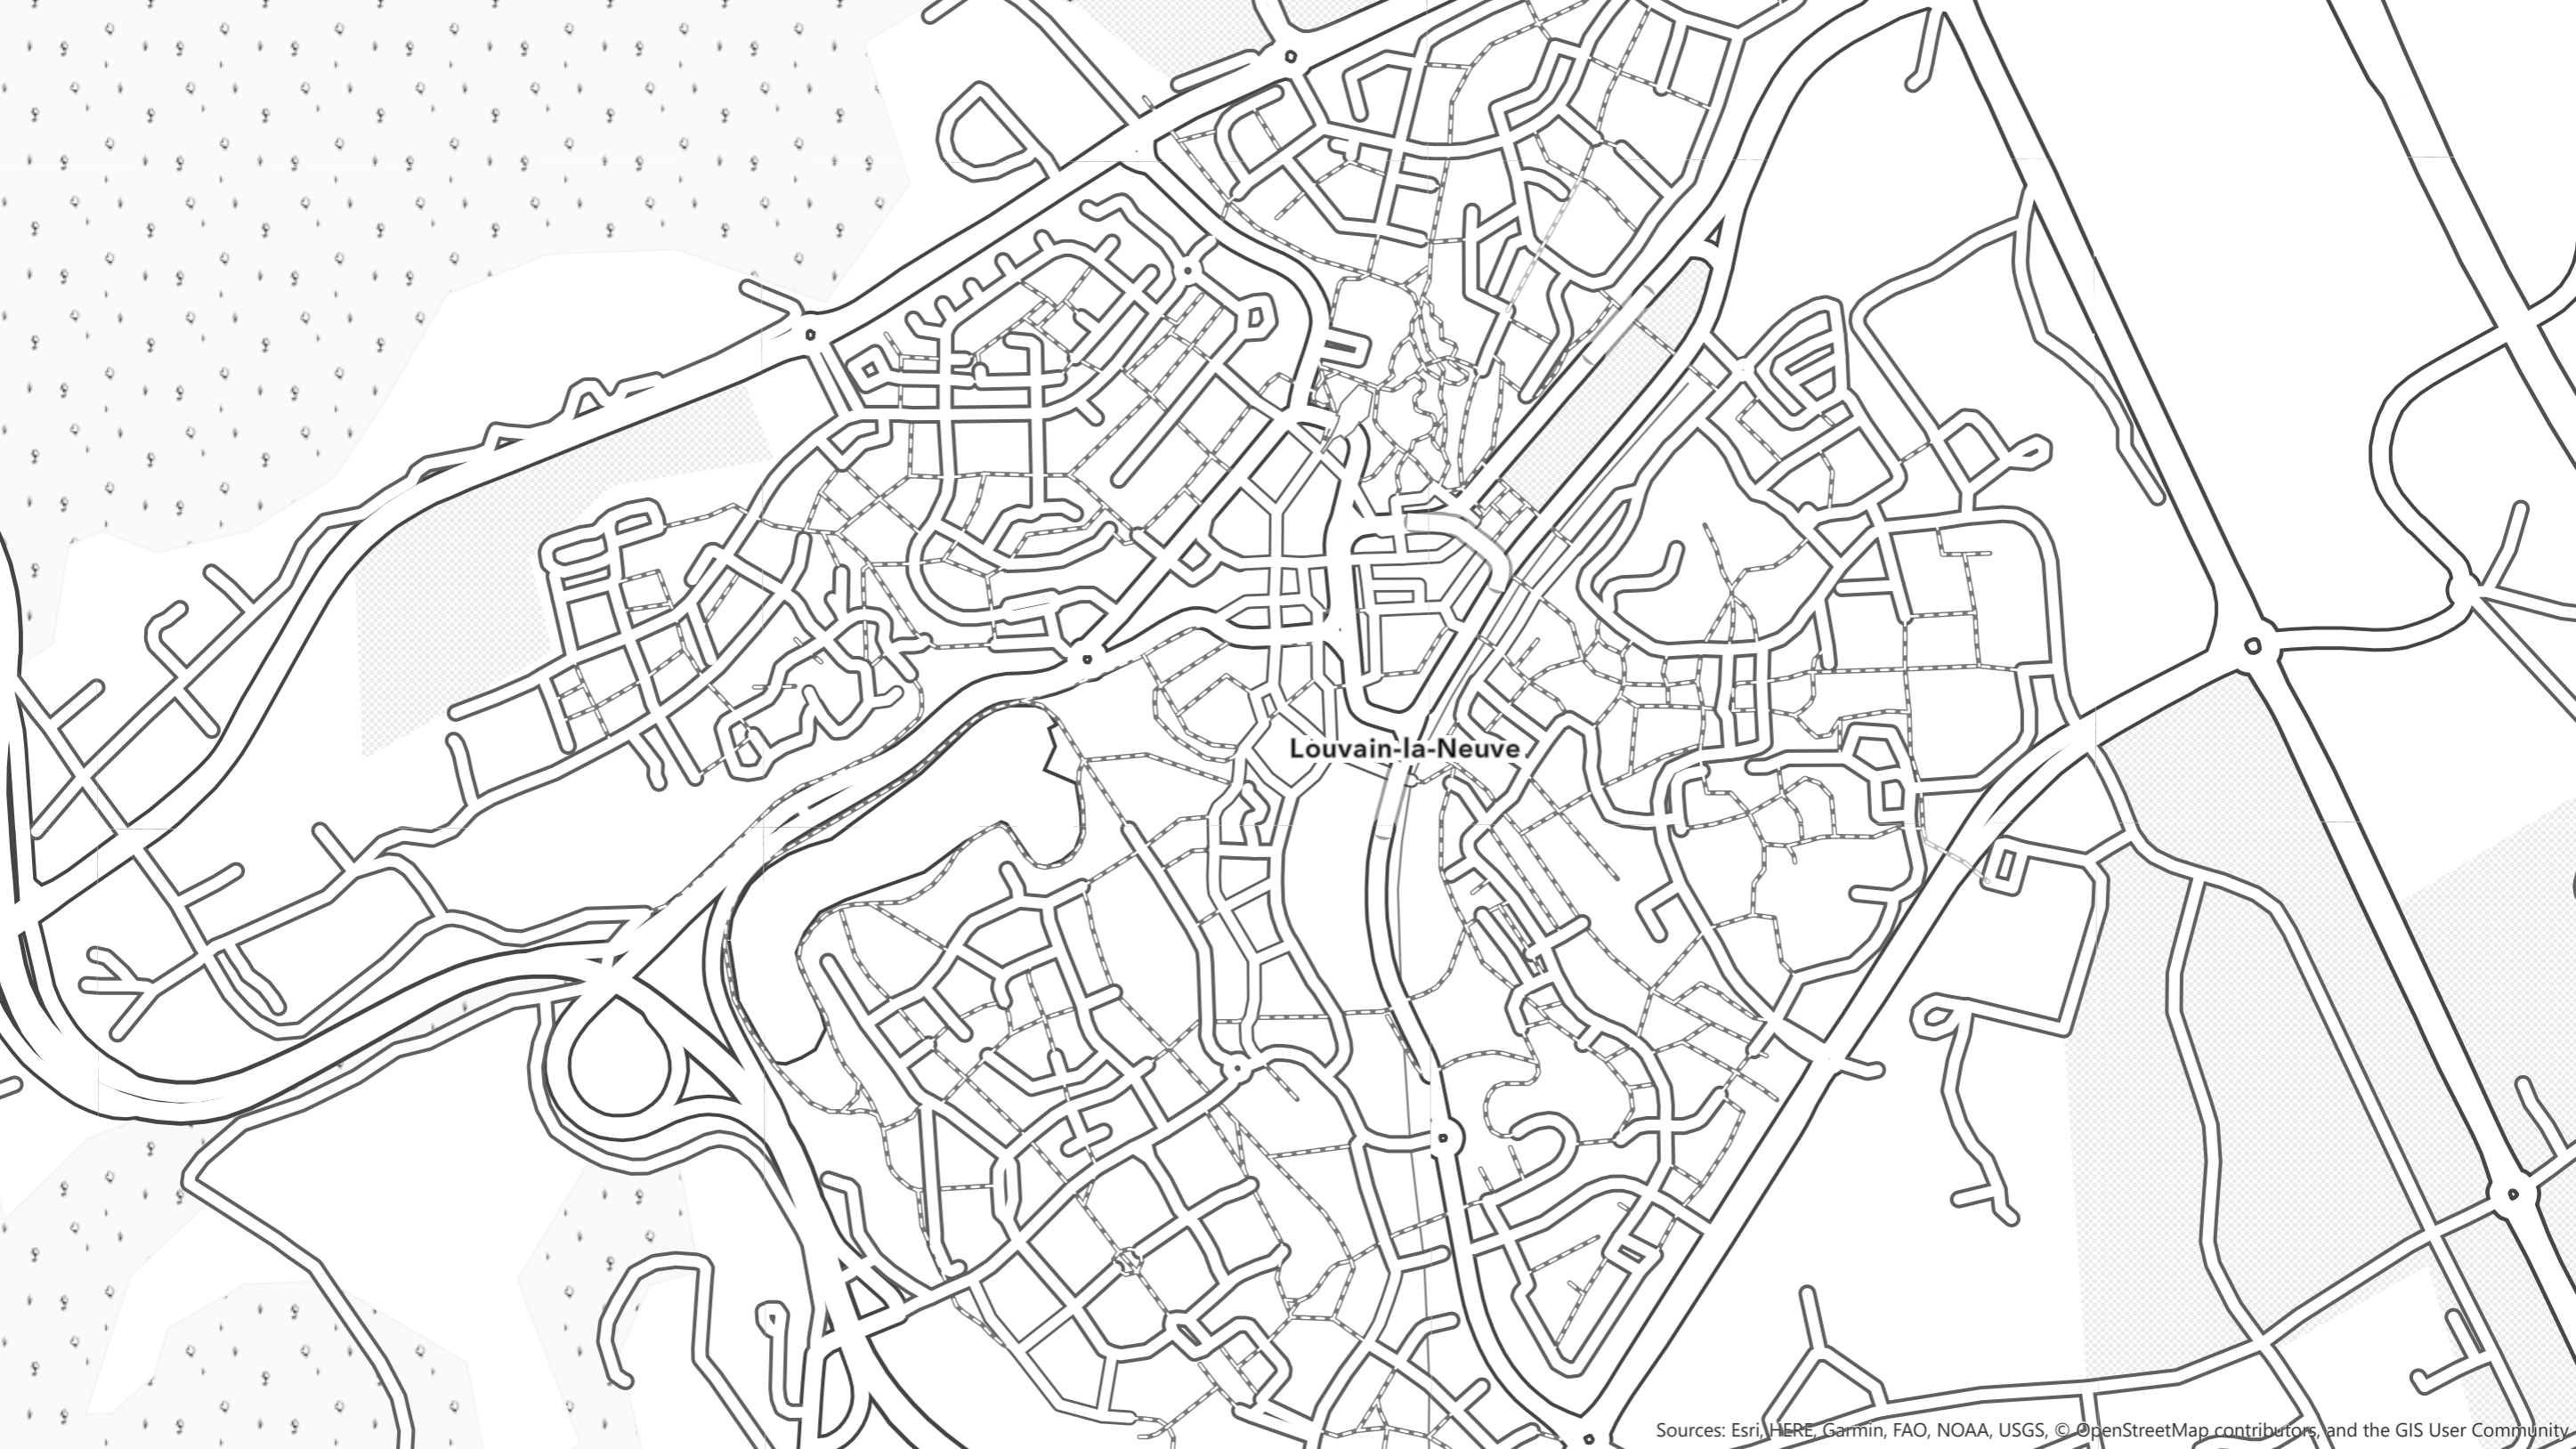 Louvain-la-Neuve
Sources: Esri, HERE, Garmin, FAO, NOAA, USGS, © OpenStreetMap contributors, and the GIS User Community